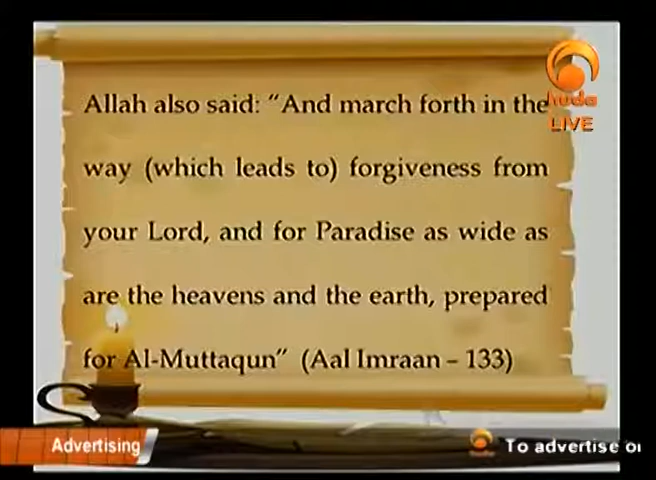 Allah also said: "And march forth in the
way (which leads to) forgiveness from
your Lord, and for Paradise as wide as
are the heavens and the earth, prepared
for Al-Muttaqun" (Aal Imraan – 133)
huda
LIVE
Advertising
To advertise or